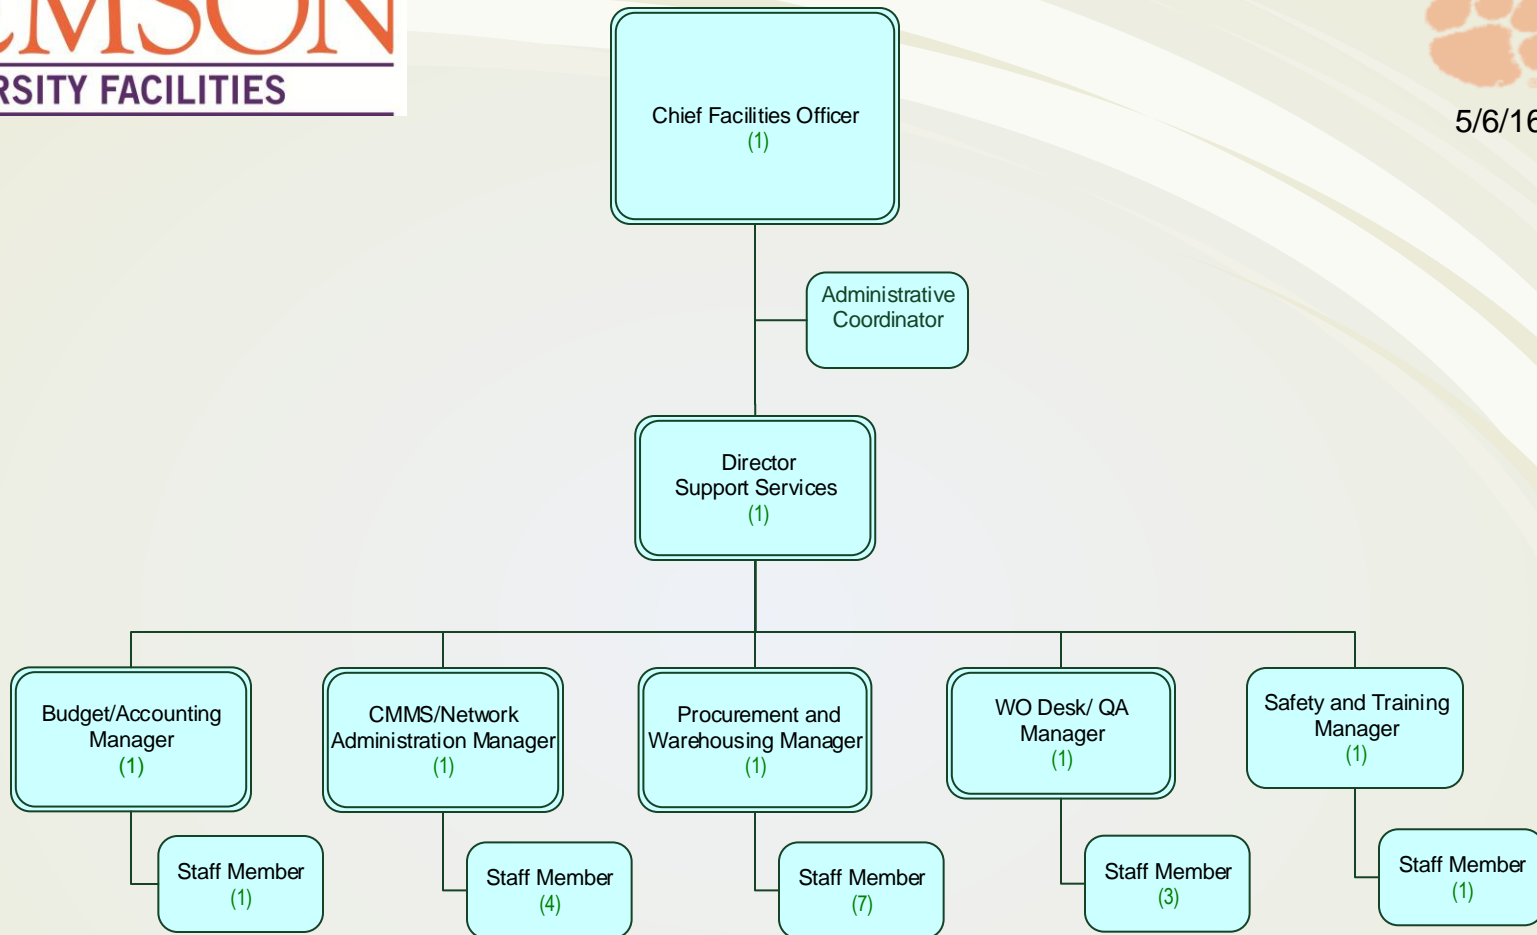 EMSON
RSITY FACILITIES
5/6/16
Chief Facilities Officer
(1)
Administrative
Coordinator
Director
Support Services
(1)
Budget/Accounting
Manager
(1)
CMMS/Network
Administration Manager
(1)
Procurement and
Warehousing Manager
(1)
WO Desk/ QA
Manager
(1)
Safety and Training
Manager
(1)
Staff Member
(1)
Staff Member
(4)
Staff Member
(7)
Staff Member
(3)
Staff Member
(1)